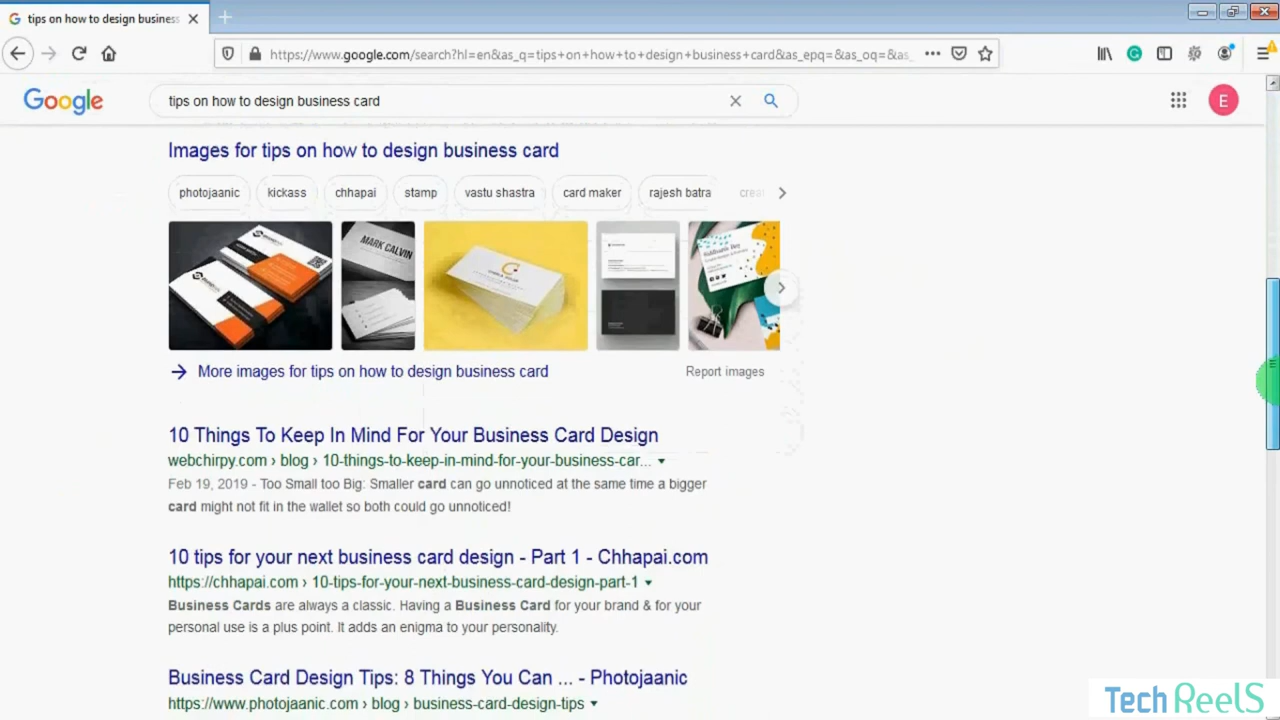 tips on how to design business
https://www.google.com/search?hl=en&as_q=tips+on+how+to+design+business+card&as_epq=&as_oq=&as_
Google
tips on how to design business card
E
Images for tips on how to design business card
photojaanic
kickass
chhapai
stamp
vastu shastra
card maker
rajesh batra
crea
MARK CALVIN
More images for tips on how to design business card
Report images
10 Things To Keep In Mind For Your Business Card Design
webchirpy.com › blog › 10-things-to-keep-in-mind-for-your-business-car...
Feb 19, 2019 - Too Small too Big: Smaller card can go unnoticed at the same time a bigger
card might not fit in the wallet so both could go unnoticed!
10 tips for your next business card design - Part 1 - Chhapai.com
https://chhapai.com › 10-tips-for-your-next-business-card-design-part-1
Business Cards are always a classic. Having a Business Card for your brand & for your
personal use is a plus point. It adds an enigma to your personality.
Business Card Design Tips: 8 Things You Can ... - Photojaanic
https://www.photojaanic.com › blog › business-card-design-tips
Tech ReelS